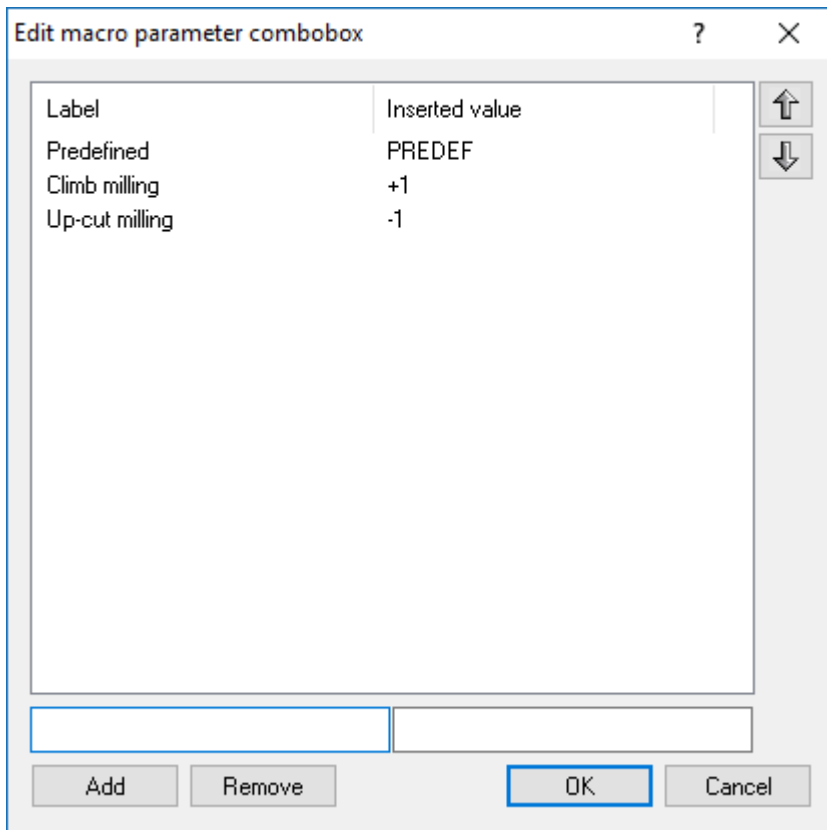 Edit macro parameter combobox ? ×
Label Inserted value
Predefined PREDEF
Climb milling +1
Up-cut milling -1
Add Remove OK Cancel